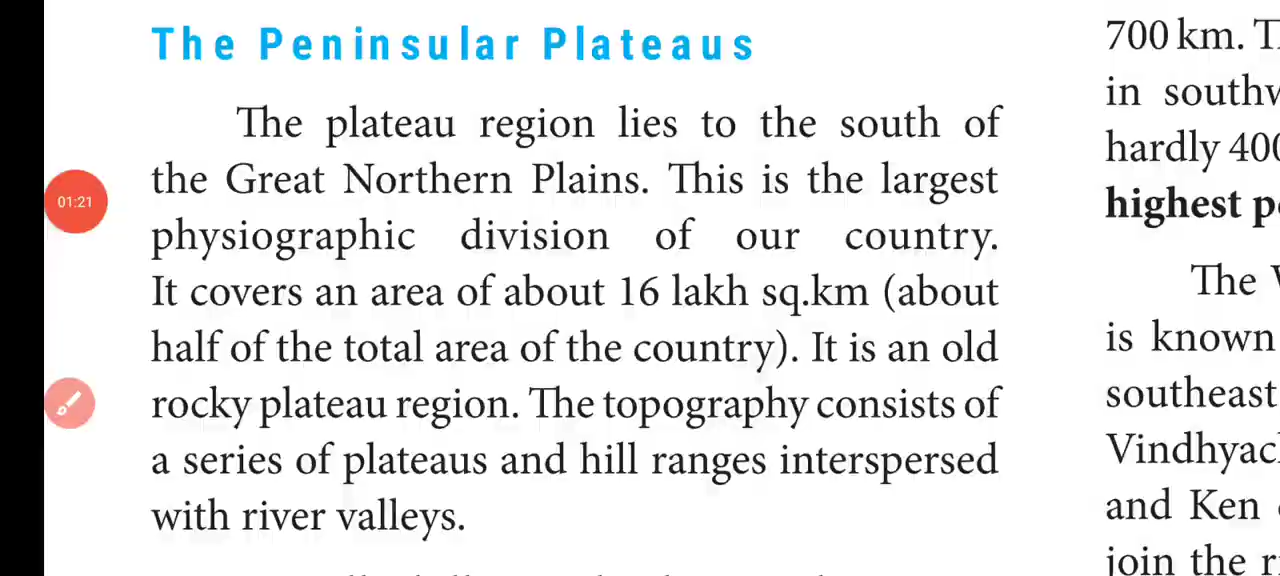 The Peninsular Plateaus
The plateau region lies to the south of
the Great Northern Plains. This is the largest
physiographic division of our country.
It covers an area of about 16 lakh sq.km (about
half of the total area of the country). It is an old
rocky plateau region. The topography consists of
a series of plateaus and hill ranges interspersed
with river valleys.
01:21
700 km.
in
hardly
highest
The
is known
southeast
and Ken
join the